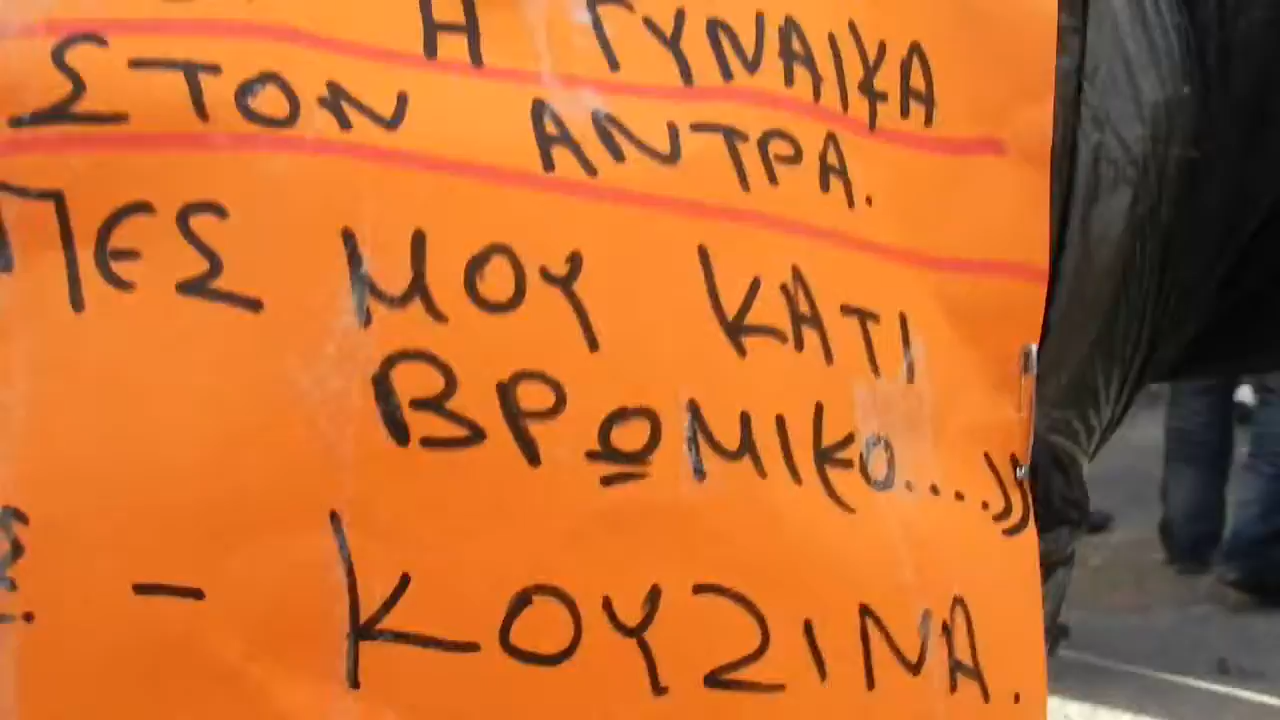 Η ΓΥΝΑΙΚΑ
ΣΤΟΝ ΑΝΤΡΑ.
ΠΕΣ ΜΟΥ ΚΑΤΙ
ΒΡΩΜΙΚΟ....»
- ΚΟΥΖΙΝΑ.